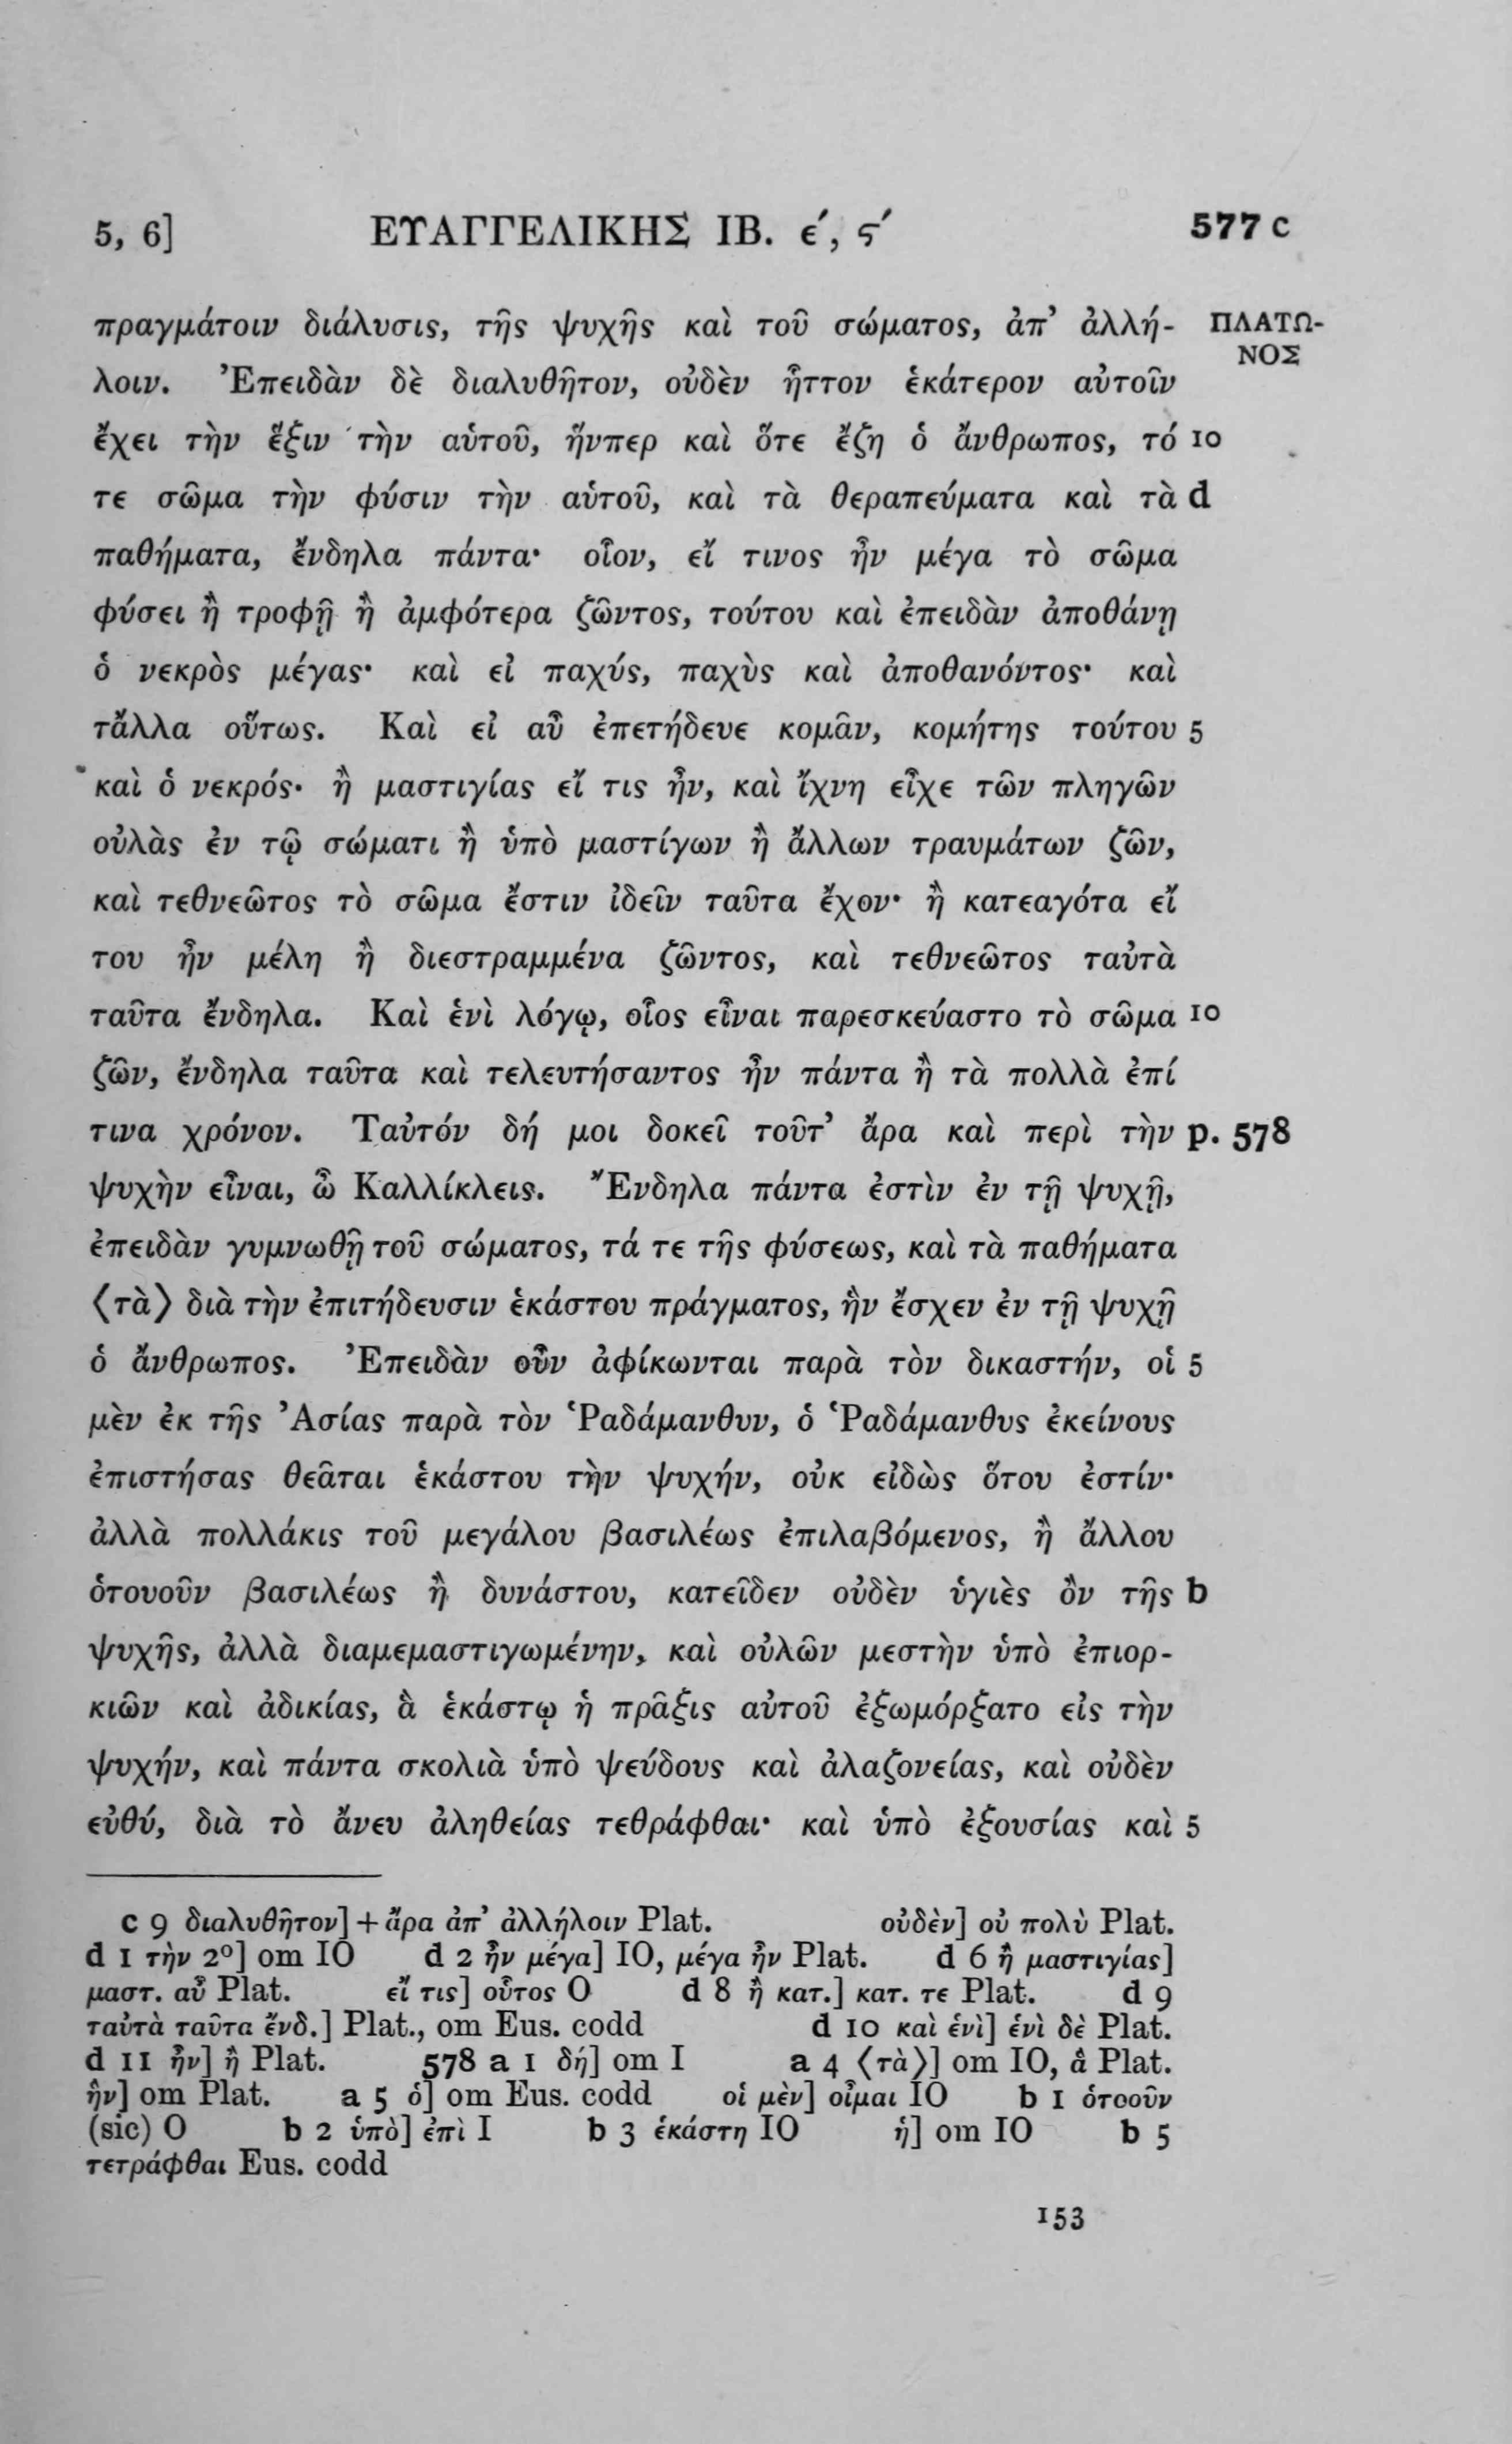 5, 6] ΕΥΑΓΓΕΛΙΚΗΣ ΙΒ. έ, ϛ́ 577 c
πραγμάτοιν διάλυσις, τῆς ψυχῆς καὶ τοῦ σώματος, ἀπ’ ἀλλή- ΠΛΑΤΩ-
ΝΟΣ
λοιν. Ἐπειδὰν δὲ διαλυθῆτον, οὐδὲν ἧττον ἑκάτερον αὐτοῖν
ἔχει τὴν ἕξιν τὴν αὑτοῦ, ἥνπερ καὶ ὅτε ἔζη ὁ ἄνθρωπος, τό 10
τε σῶμα τὴν φύσιν τὴν αὑτοῦ, καὶ τὰ θεραπεύματα καὶ τὰ d
παθήματα, ἔνδηλα πάντα· οἷον, εἴ τινος ἦν μέγα τὸ σῶμα
φύσει ἢ τροφῇ ἢ ἀμφότερα ζῶντος, τούτου καὶ ἐπειδὰν ἀποθάνῃ
ὁ νεκρὸς μέγας· καὶ εἰ παχύς, παχὺς καὶ ἀποθανόντος· καὶ
τἄλλα οὕτως. Καὶ εἰ αὖ ἐπετήδευε κομᾶν, κομήτης τούτου 5
καὶ ὁ νεκρός· ἢ μαστιγίας εἴ τις ἦν, καὶ ἴχνη εἶχε τῶν πληγῶν
οὐλὰς ἐν τῷ σώματι ἢ ὑπὸ μαστίγων ἢ ἄλλων τραυμάτων ζῶν,
καὶ τεθνεῶτος τὸ σῶμα ἔστιν ἰδεῖν ταῦτα ἔχον· ἢ κατεαγότα εἴ
του ἦν μέλη ἢ διεστραμμένα ζῶντος, καὶ τεθνεῶτος ταὐτὰ
ταῦτα ἔνδηλα. Καὶ ἑνὶ λόγῳ, οἷος εἶναι παρεσκεύαστο τὸ σῶμα 10
ζῶν, ἔνδηλα ταῦτα καὶ τελευτήσαντος ἦν πάντα ἢ τὰ πολλὰ ἐπί
τινα χρόνον. Ταὐτόν δή μοι δοκεῖ τοῦτ’ ἄρα καὶ περὶ τὴν p. 578
ψυχὴν εἶναι, ὦ Καλλίκλεις. Ἔνδηλα πάντα ἐστὶν ἐν τῇ ψυχῇ,
ἐπειδὰν γυμνωθῇ τοῦ σώματος, τά τε τῆς φύσεως, καὶ τὰ παθήματα
⟨τὰ⟩ διὰ τὴν ἐπιτήδευσιν ἑκάστου πράγματος, ἣν ἔσχεν ἐν τῇ ψυχῇ
ὁ ἄνθρωπος. Ἐπειδὰν οὖν ἀφίκωνται παρὰ τὸν δικαστήν, οἱ 5
μὲν ἐκ τῆς Ἀσίας παρὰ τὸν Ῥαδάμανθυν, ὁ Ῥαδάμανθυς ἐκείνους
ἐπιστήσας θεᾶται ἑκάστου τὴν ψυχήν, οὐκ εἰδὼς ὅτου ἐστίν·
ἀλλὰ πολλάκις τοῦ μεγάλου βασιλέως ἐπιλαβόμενος, ἢ ἄλλου
ὁτουοῦν βασιλέως ἢ δυνάστου, κατεῖδεν οὐδὲν ὑγιὲς ὂν τῆς b
ψυχῆς, ἀλλὰ διαμεμαστιγωμένην, καὶ οὐλῶν μεστὴν ὑπὸ ἐπιορ-
κιῶν καὶ ἀδικίας, ἃ ἑκάστῳ ἡ πρᾶξις αὐτοῦ ἐξωμόρξατο εἰς τὴν
ψυχήν, καὶ πάντα σκολιὰ ὑπὸ ψεύδους καὶ ἀλαζονείας, καὶ οὐδὲν
εὐθύ, διὰ τὸ ἄνευ ἀληθείας τεθράφθαι· καὶ ὑπὸ ἐξουσίας καὶ 5
c 9 διαλυθῆτον] + ἄρα ἀπ’ ἀλλήλοιν Plat. οὐδὲν] οὐ πολὺ Plat.
d 1 τὴν 2º] om IO d 2 ἦν μέγα] IO, μέγα ἦν Plat. d 6 ἢ μαστιγίας]
μαστ. αὖ Plat. εἴ τις] οὗτος O d 8 ἢ κατ.] κατ. τε Plat. d 9
ταὐτὰ ταῦτα ἔνδ.] Plat., om Eus. codd d 10 καὶ ἑνὶ] ἑνὶ δὲ Plat.
d 11 ἦν] ἢ Plat. 578 a 1 δή] om I a 4 ⟨τὰ⟩] om IO, ἃ Plat.
ἣν] om Plat. a 5 ὁ] om Eus. codd οἱ μὲν] οἶμαι IO b 1 ὁτοοῦν
(sic) O b 2 ὑπὸ] ἐπὶ I b 3 ἑκάστη IO ἡ] om IO b 5
τετράφθαι Eus. codd
153